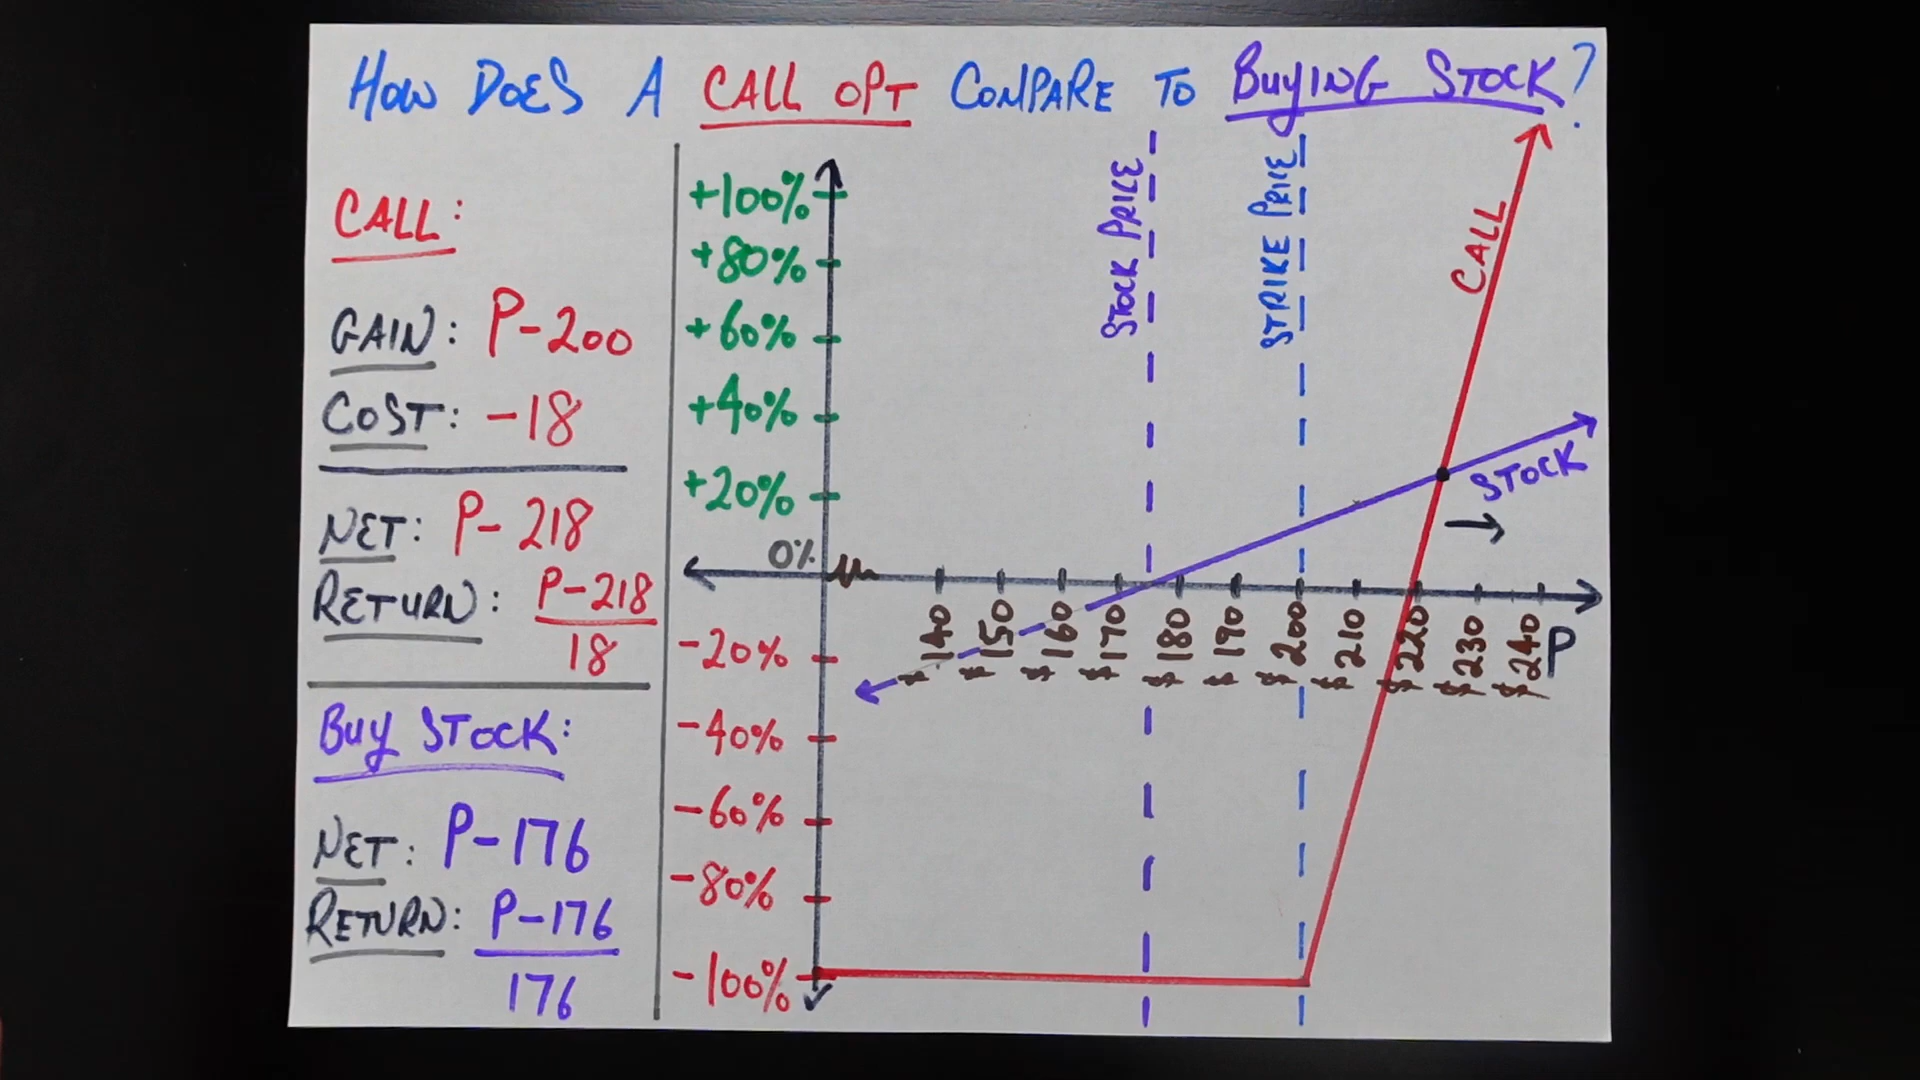 HOW DOES A CALL OPT COMPARE TO BUYING STOCK?
CALL:
GAIN: P-200
COST: -18
NET: P-218
RETURN: P-218
18
BUY STOCK:
NET: P-176
RETURN: P-176
176
+100%
+80%
+60%
+40%
+20%
0%
-20%
-40%
-60%
-80%
-100%
STOCK PRICE
STRIKE PRICE
CALL
STOCK
$140
$150
$160
$170
$180
$190
$200
$210
$220
$230
$240
P